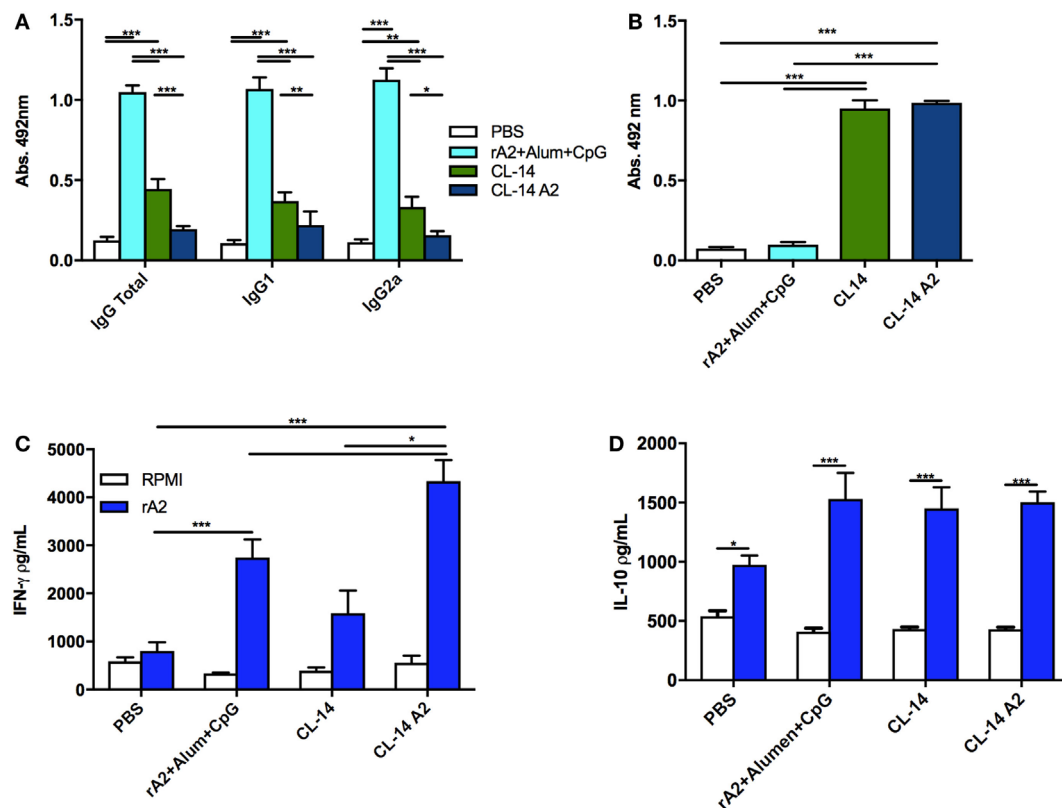 A
1.5
1.0
0.5
0.0
Abs. 492nm
***
***
***
***
***
**
***
**
***
*
PBS
rA2+Alum+CpG
CL-14
CL-14 A2
IgG Total
IgG1
IgG2a
B
1.5
1.0
0.5
0.0
Abs. 492 nm
***
***
***
PBS
rA2+Alum+CpG
CL14
CL-14 A2
C
5000
4000
3000
2000
1000
0
IFN-γ ρg/mL
RPMI
rA2
***
*
***
PBS
rA2+Alum+CpG
CL-14
CL-14 A2
D
2000
1500
1000
500
0
IL-10 ρg/mL
*
***
***
***
PBS
rA2+Alumen+CpG
CL-14
CL-14 A2